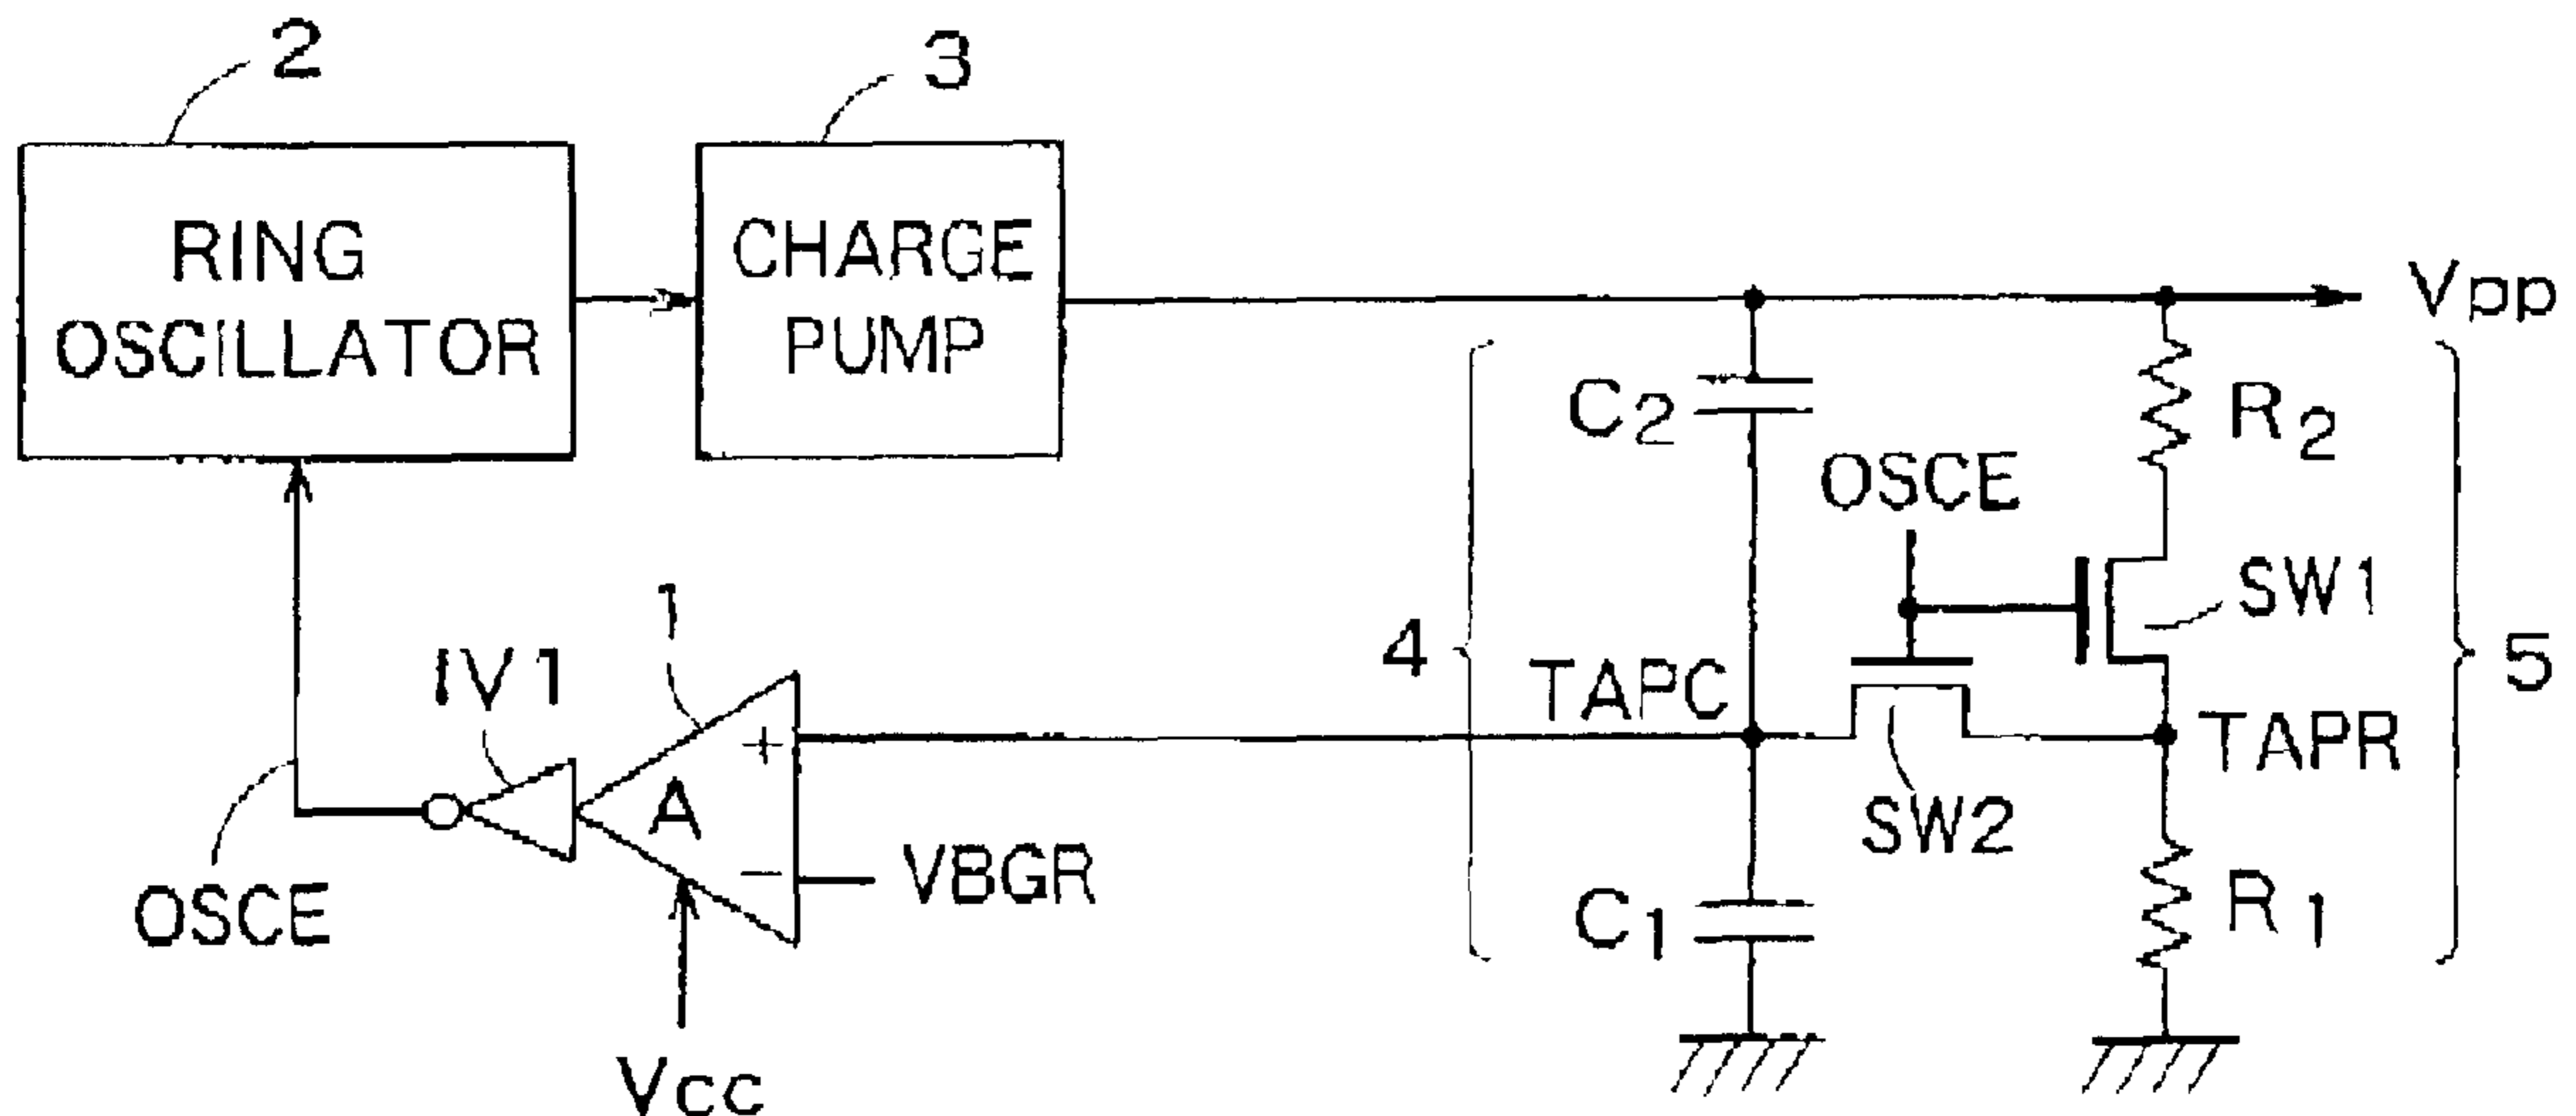 2
3
RING
OSCILLATOR
CHARGE
PUMP
Vpp
C2
R2
OSCE
SW1
4
5
1
IV1
TAPC
TAPR
+
A
SW2
−
VBGR
OSCE
C1
R1
Vcc